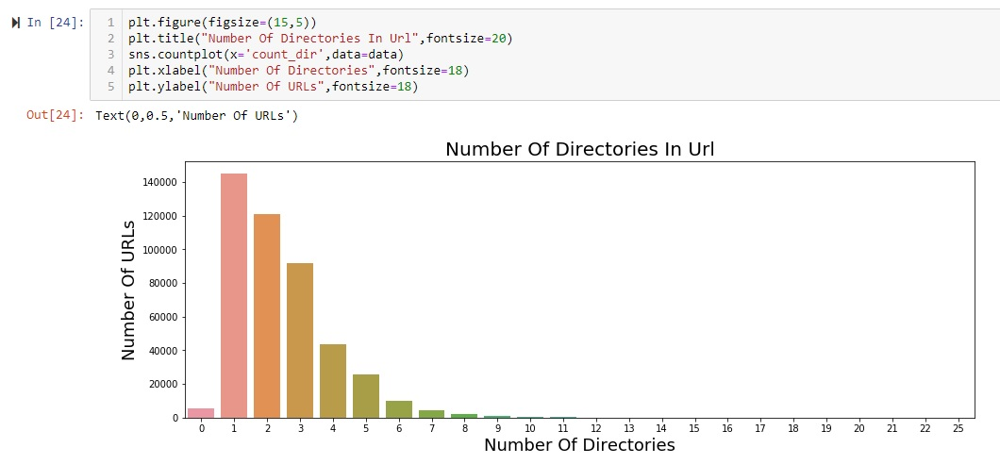 In [24]:
1 plt.figure(figsize=(15,5))
2 plt.title("Number Of Directories In Url",fontsize=20)
3 sns.countplot(x='count_dir',data=data)
4 plt.xlabel("Number Of Directories",fontsize=18)
5 plt.ylabel("Number Of URLs",fontsize=18)
Out[24]: Text(0,0.5,'Number Of URLs')
Number Of Directories In Url
Number Of URLs
140000
120000
100000
80000
60000
40000
20000
0
0 1 2 3 4 5 6 7 8 9 10 11 12 13 14 15 16 17 18 19 20 21 22 23 25
Number Of Directories